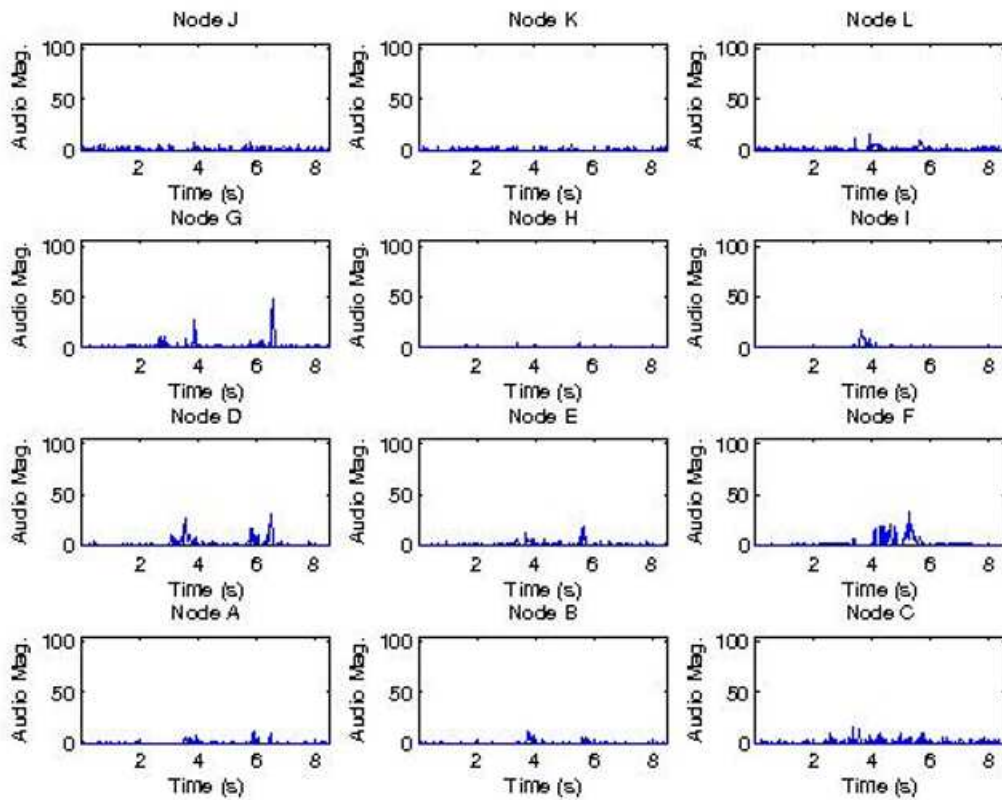 Node J Node K Node L
Audio Mag. 100 50 0 Audio Mag. 100 50 0 Audio Mag. 100 50 0
2 4 6 8 2 4 6 8 2 4 6 8
Time (s) Time (s) Time (s)
Node G Node H Node I
Audio Mag. 100 50 0 Audio Mag. 100 50 0 Audio Mag. 100 50 0
2 4 6 8 2 4 6 8 2 4 6 8
Time (s) Time (s) Time (s)
Node D Node E Node F
Audio Mag. 100 50 0 Audio Mag. 100 50 0 Audio Mag. 100 50 0
2 4 6 8 2 4 6 8 2 4 6 8
Time (s) Time (s) Time (s)
Node A Node B Node C
Audio Mag. 100 50 0 Audio Mag. 100 50 0 Audio Mag. 100 50 0
2 4 6 8 2 4 6 8 2 4 6 8
Time (s) Time (s) Time (s)